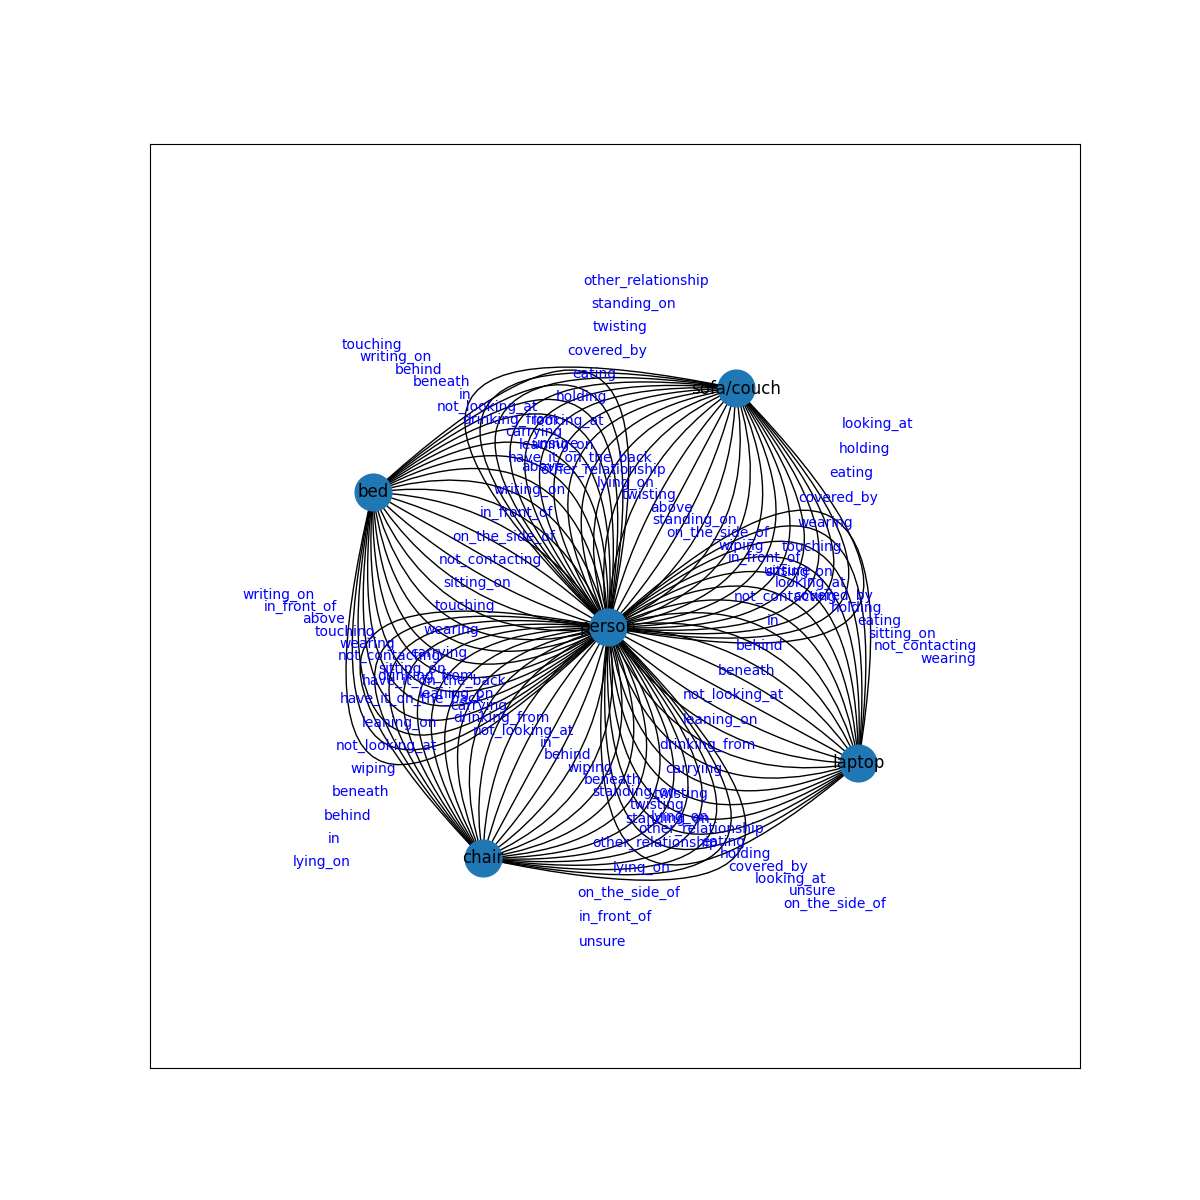 other_relationship
standing_on
twisting
touching
covered_by
writing_on
behind
eating
beneath
sofa/couch
in
holding
not_looking_at
drinking_from
looking_at
looking_at
carrying
unsure
leaning_on
holding
have_it_on_the_back
above
other_relationship
eating
lying_on
bed
writing_on
twisting
covered_by
above
in_front_of
standing_on
wearing
on_the_side_of
on_the_side_of
wiping
touching
not_contacting
in_front_of
unsure
sitting_on
sitting_on
looking_at
writing_on
not_contacting
covered_by
in_front_of
touching
holding
above
in
eating
person
wearing
touching
sitting_on
wearing
behind
not_contacting
not_contacting
carrying
wearing
sitting_on
beneath
drinking_from
have_it_on_the_back
leaning_on
not_looking_at
have_it_on_the_back
carrying
drinking_from
leaning_on
leaning_on
not_looking_at
in
not_looking_at
drinking_from
behind
laptop
wiping
wiping
carrying
beneath
beneath
standing_on
twisting
twisting
behind
standing_on
lying_on
other_relationship
in
other_relationship
eating
chair
holding
lying_on
lying_on
covered_by
looking_at
on_the_side_of
unsure
on_the_side_of
in_front_of
unsure